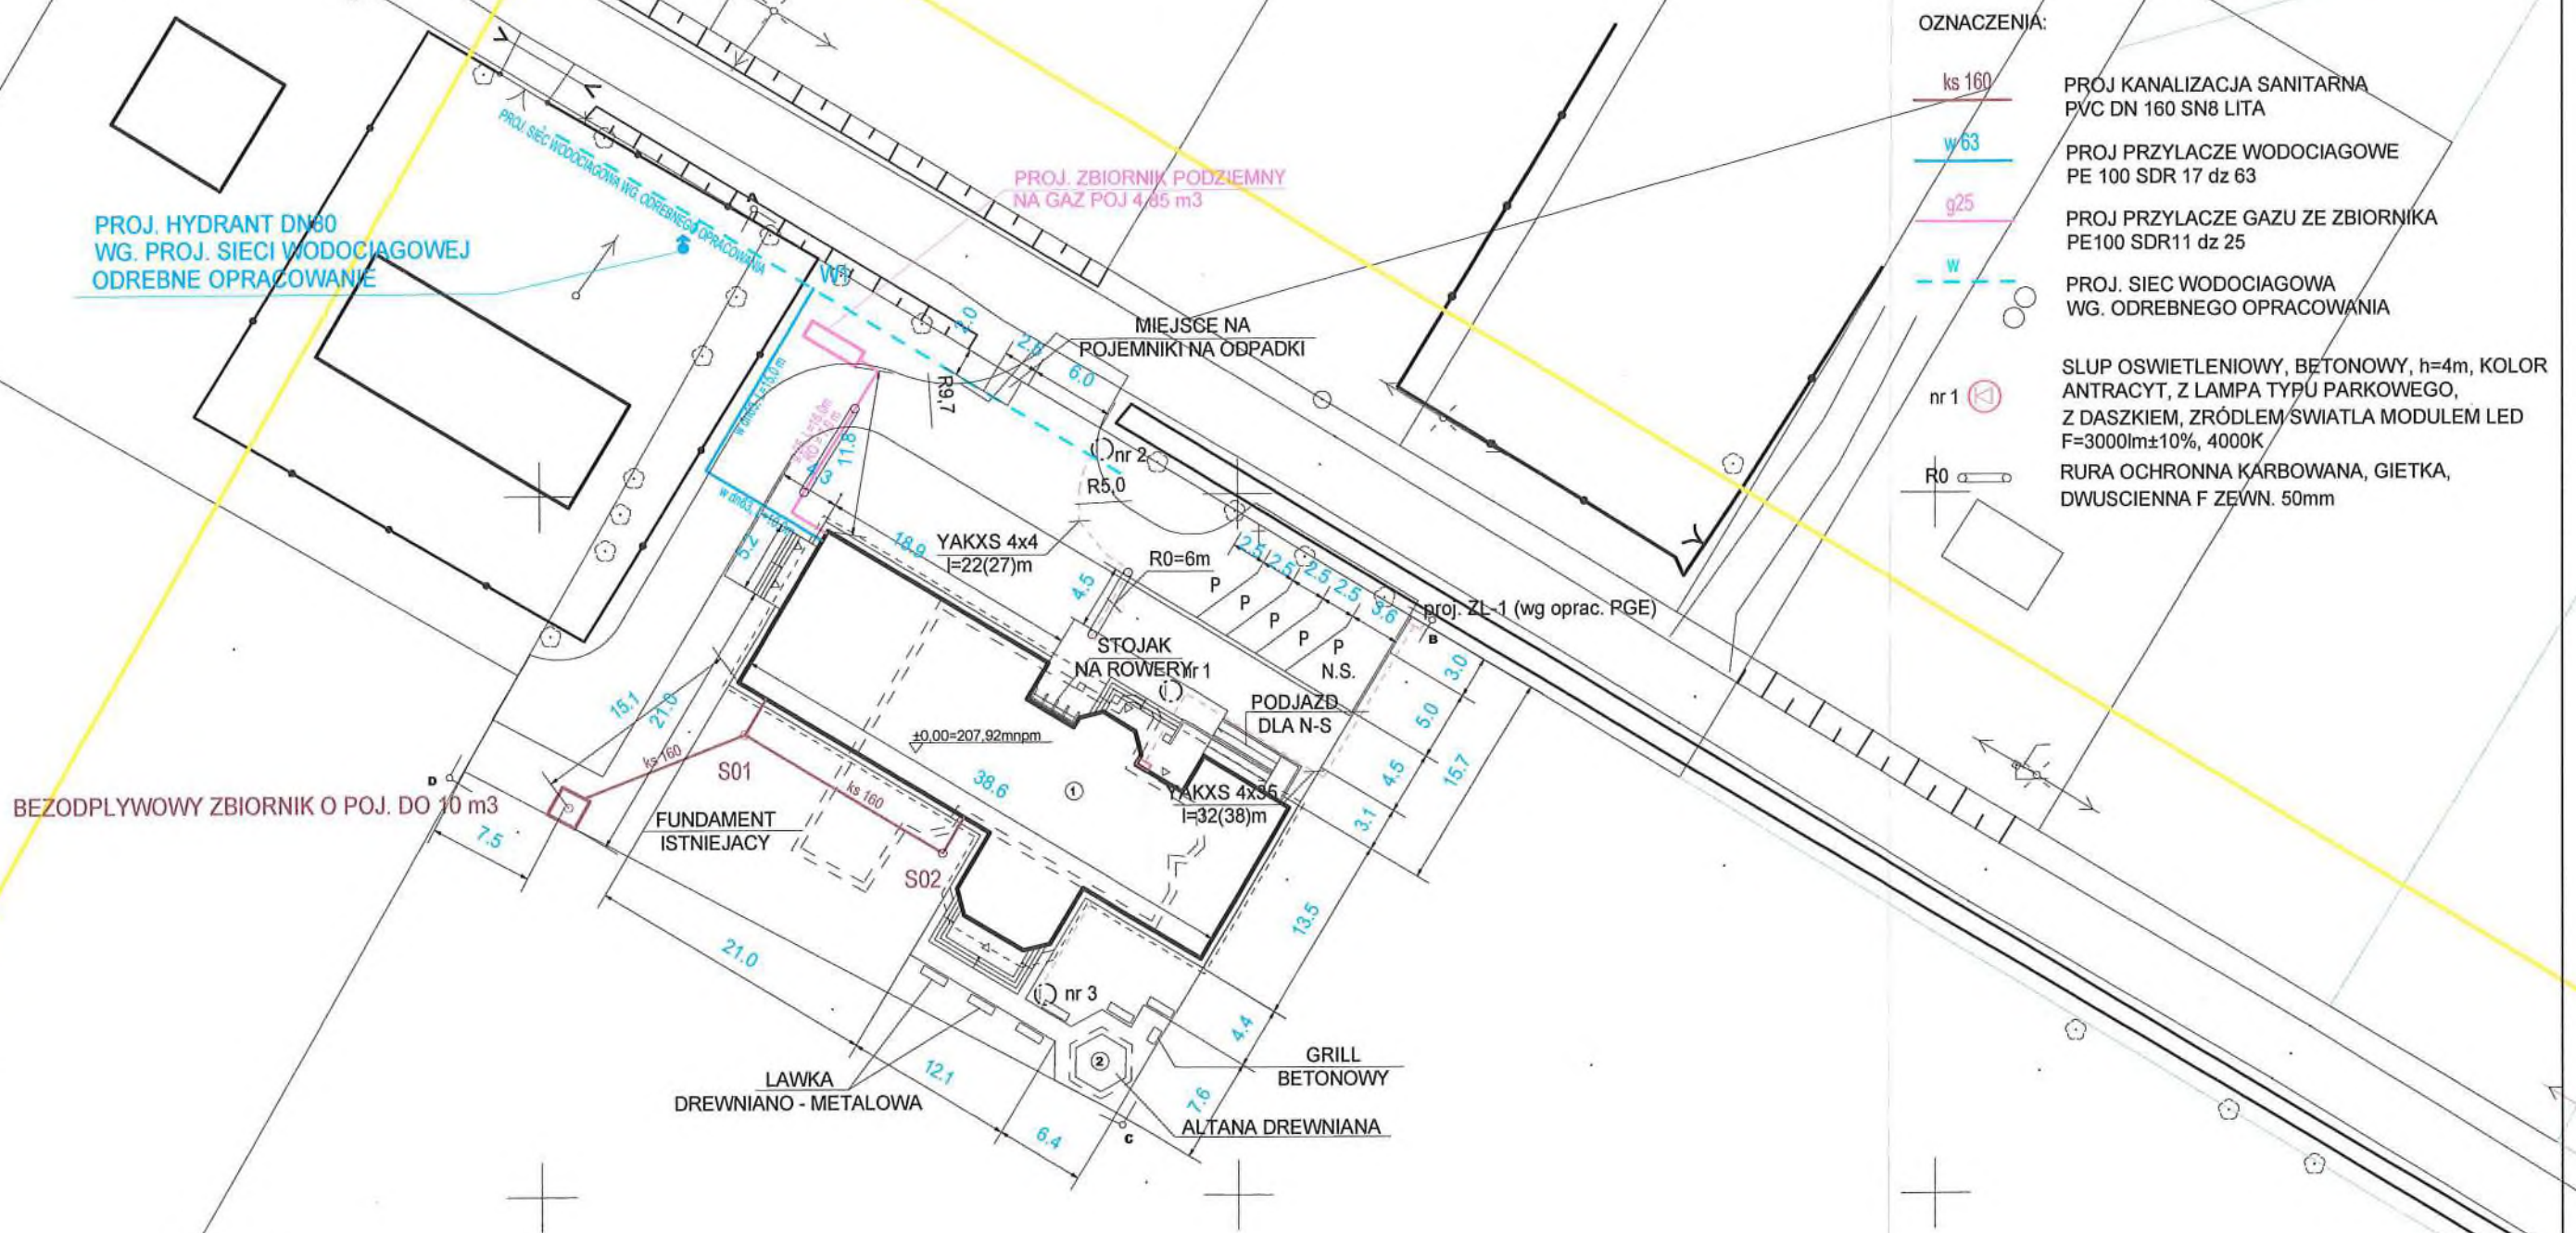 OZNACZENIA:
ks 160
PROJ KANALIZACJA SANITARNA
PVC DN 160 SN8 LITA
w 63
PROJ PRZYLACZE WODOCIAGOWE
PE 100 SDR 17 dz 63
g25
PROJ PRZYLACZE GAZU ZE ZBIORNIKA
PE100 SDR11 dz 25
w
PROJ. SIEC WODOCIAGOWA
WG. ODREBNEGO OPRACOWANIA
nr 1
SLUP OSWIETLENIOWY, BETONOWY, h=4m, KOLOR
ANTRACYT, Z LAMPA TYPU PARKOWEGO,
Z DASZKIEM, ZRÓDLEM SWIATLA MODULEM LED
F=3000lm±10%, 4000K
R0
RURA OCHRONNA KARBOWANA, GIETKA,
DWUSCIENNA F ZEWN. 50mm
PROJ. SIEC WODOCIAGOWA WG. ODREBNEGO OPRACOWANIA
PROJ. HYDRANT DN80
WG. PROJ. SIECI WODOCIAGOWEJ
ODREBNE OPRACOWANIE
PROJ. ZBIORNIK PODZIEMNY
NA GAZ POJ 4,85 m3
W1
A
MIEJSCE NA
POJEMNIKI NA ODPADKI
2.0
2.6
6.0
R9,7
w dn63, L=15,0 m
11.8
4.3
w dn63,
5.2
18.9
nr 2
R5,0
YAKXS 4x4
l=22(27)m
R0=6m
4.5
2.5
2.5
2.5
2.5
3.6
P
P
P
P
P
N.S.
proj. ZL-1 (wg oprac. PGE)
B
STOJAK
NA ROWERY
nr 1
PODJAZD
DLA N-S
3.0
5.0
4.5
15.7
3.1
15.1
21.0
±0,00=207,92mnpm
38.6
1
YAKXS 4x35
l=32(38)m
ks 160
S01
ks 160
S02
D
BEZODPLYWOWY ZBIORNIK O POJ. DO 10 m3
7.5
FUNDAMENT
ISTNIEJACY
13.5
21.0
nr 3
4.4
GRILL
BETONOWY
2
12.1
7.6
LAWKA
DREWNIANO - METALOWA
ALTANA DREWNIANA
6.4
C